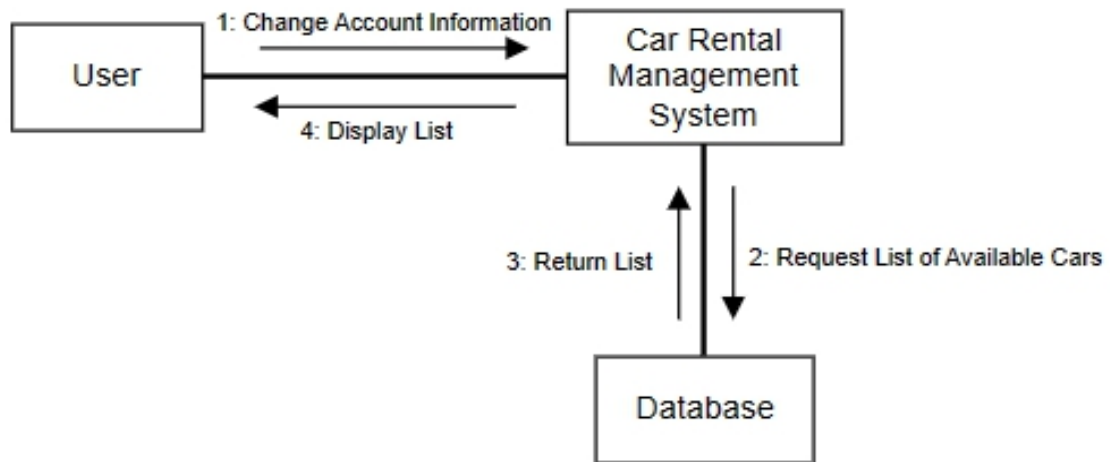 1: Change Account Information
User
Car Rental
Management
System
4: Display List
3: Return List
2: Request List of Available Cars
Database